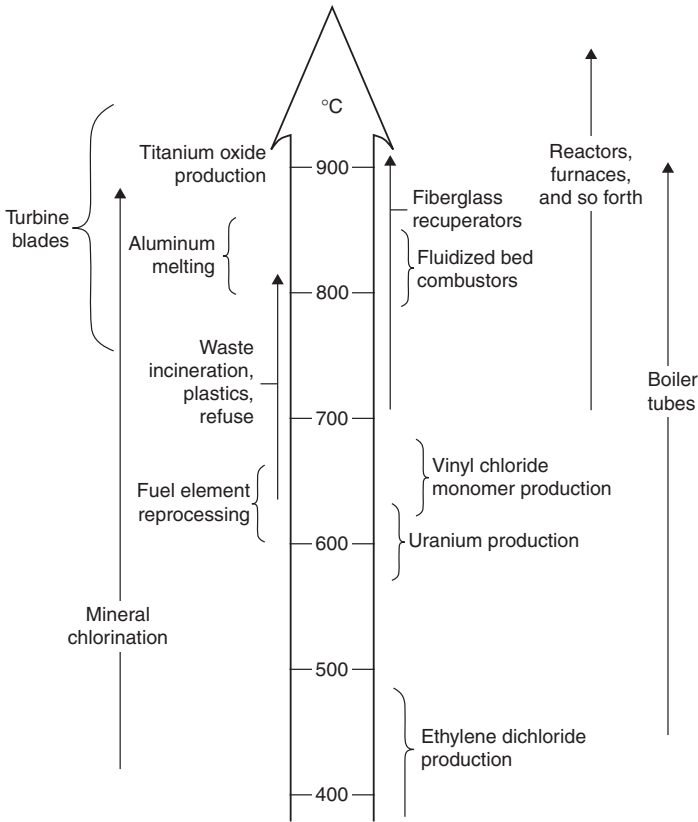 °C
Titanium oxide
production
900
Reactors,
furnaces,
and so forth
Fiberglass
recuperators
Turbine
blades
Aluminum
melting
Fluidized bed
combustors
800
Waste
incineration,
plastics,
refuse
Boiler
tubes
700
Vinyl chloride
monomer production
Fuel element
reprocessing
600
Uranium production
Mineral
chlorination
500
Ethylene dichloride
production
400